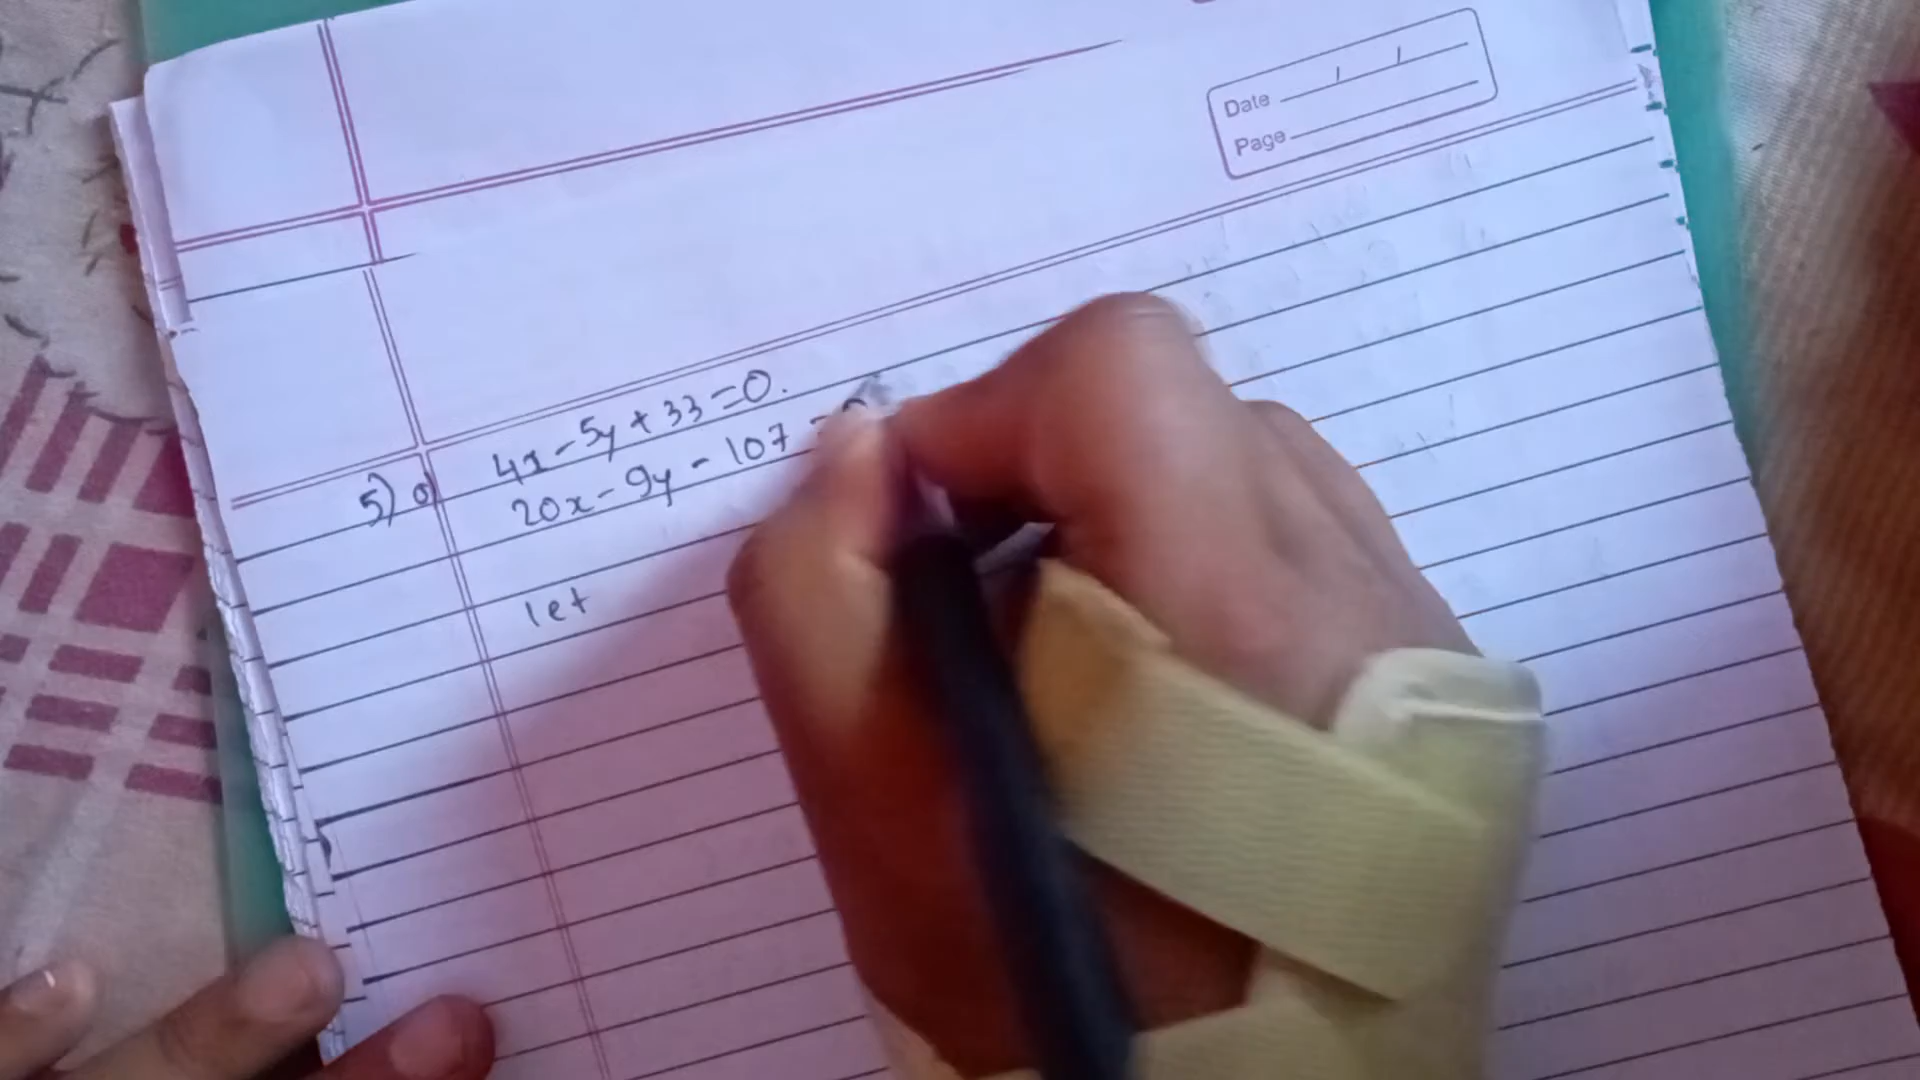 Date
Page
5) a) 4x - 5y + 33 = 0.
20x - 9y - 107 =
let